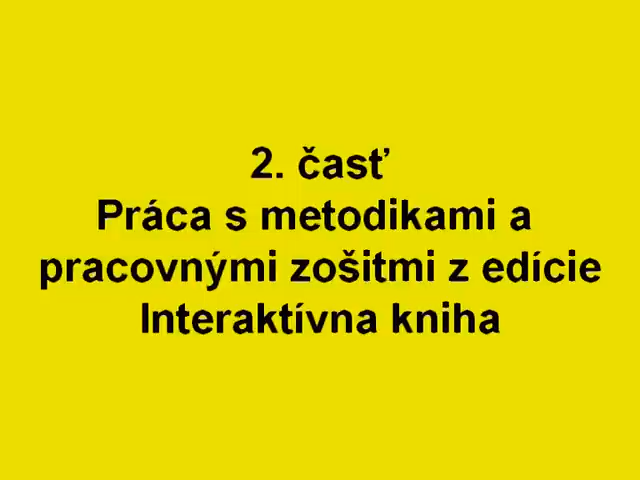 2. časť
Práca s metodikami a
pracovnými zošitmi z edície
Interaktívna kniha